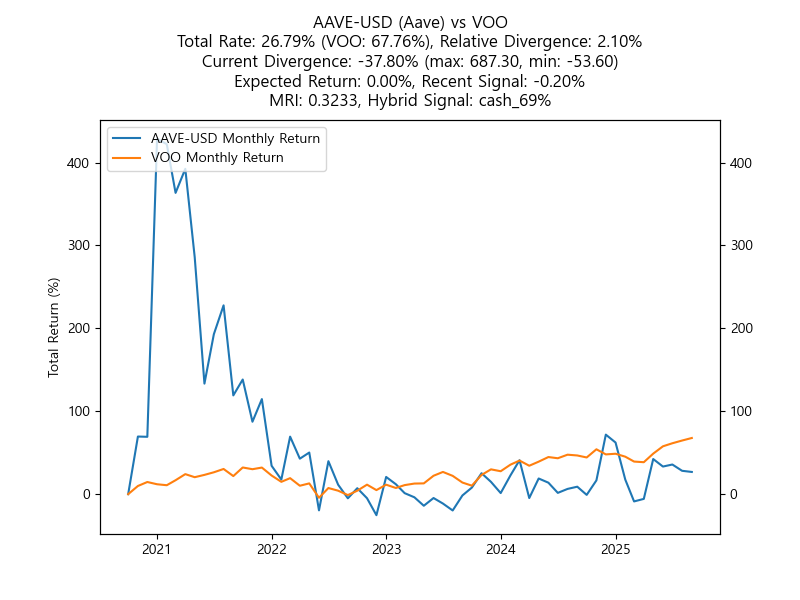 AAVE-USD (Aave) vs VOO
Total Rate: 26.79% (VOO: 67.76%), Relative Divergence: 2.10%
Current Divergence: -37.80% (max: 687.30, min: -53.60)
Expected Return: 0.00%, Recent Signal: -0.20%
MRI: 0.3233, Hybrid Signal: cash_69%
AAVE-USD Monthly Return
VOO Monthly Return
Total Return (%)
400
300
200
100
0
400
300
200
100
0
2021
2022
2023
2024
2025